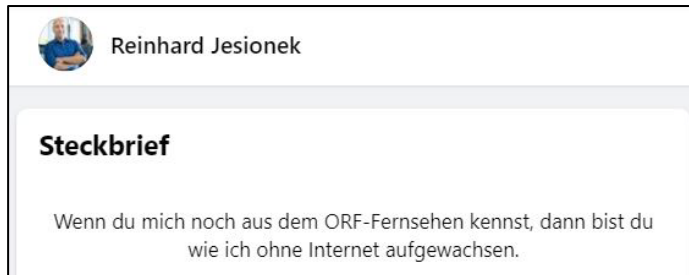 Reinhard Jesionek
Steckbrief
Wenn du mich noch aus dem ORF-Fernsehen kennst, dann bist du
wie ich ohne Internet aufgewachsen.